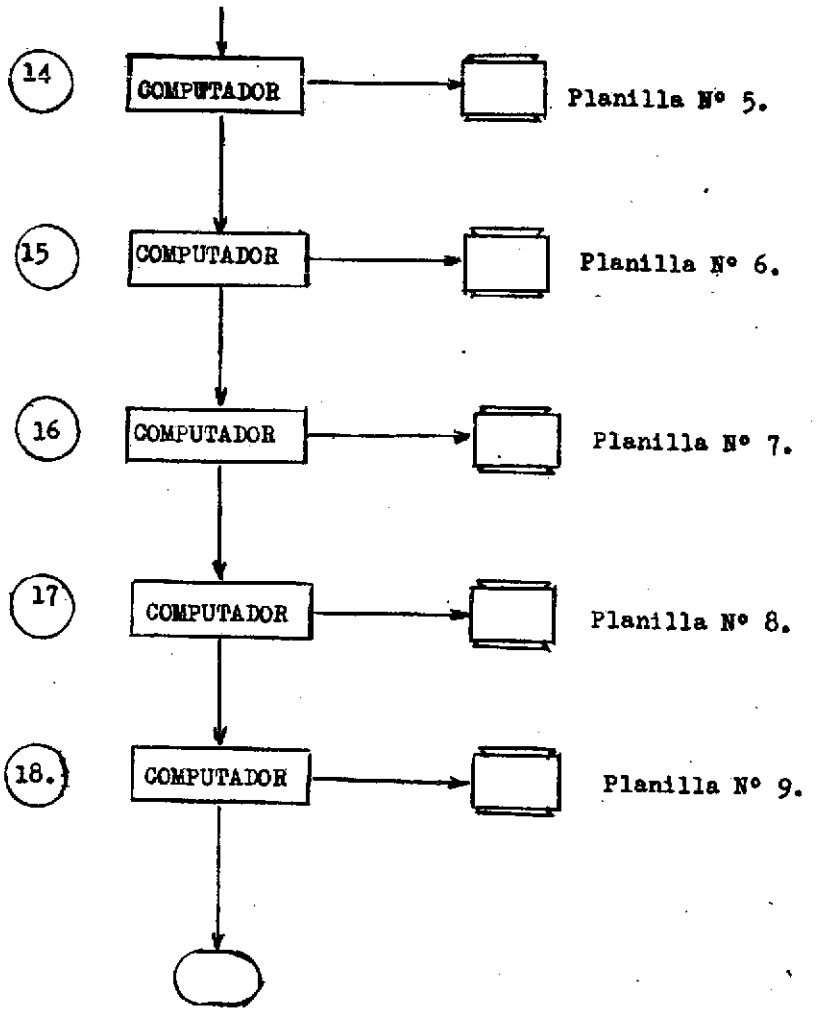 14 COMPUTADOR Planilla Nº 5.
15 COMPUTADOR Planilla Nº 6.
16 COMPUTADOR Planilla Nº 7.
17 COMPUTADOR Planilla Nº 8.
18. COMPUTADOR Planilla Nº 9.